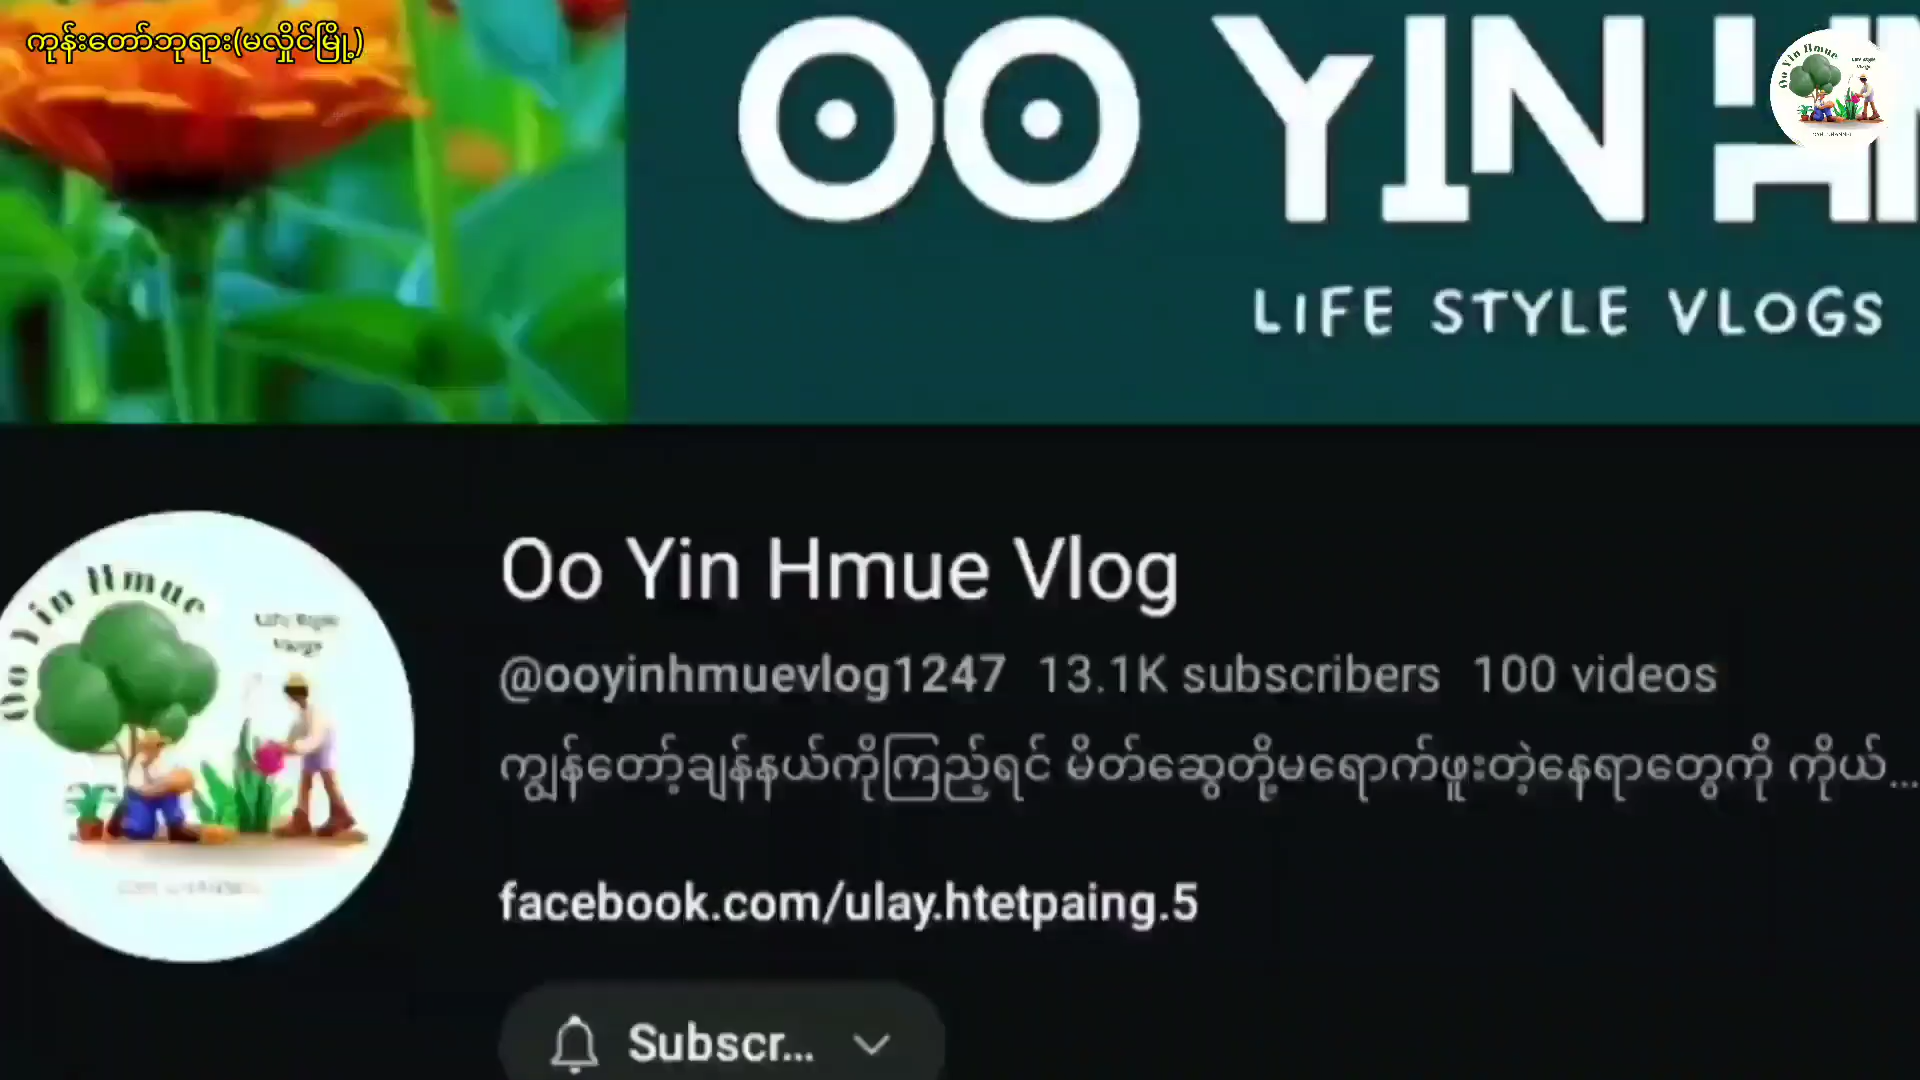 ကုန်းတော်ဘုရား(မလှိုင်မြို့)
OO YIN
LIFE STYLE VLOGS
Oo Yin Hmue
Life Style
Vlogs
Oo Yin Hmue Vlog
@ooyinhmuevlog1247 13.1K subscribers 100 videos
ကျွန်တော့်ချန်နယ်ကိုကြည့်ရင် မိတ်ဆွေတို့မရောက်ဖူးတဲ့နေရာတွေကို ကိုယ်...
facebook.com/ulay.htetpaing.5
Subscr...